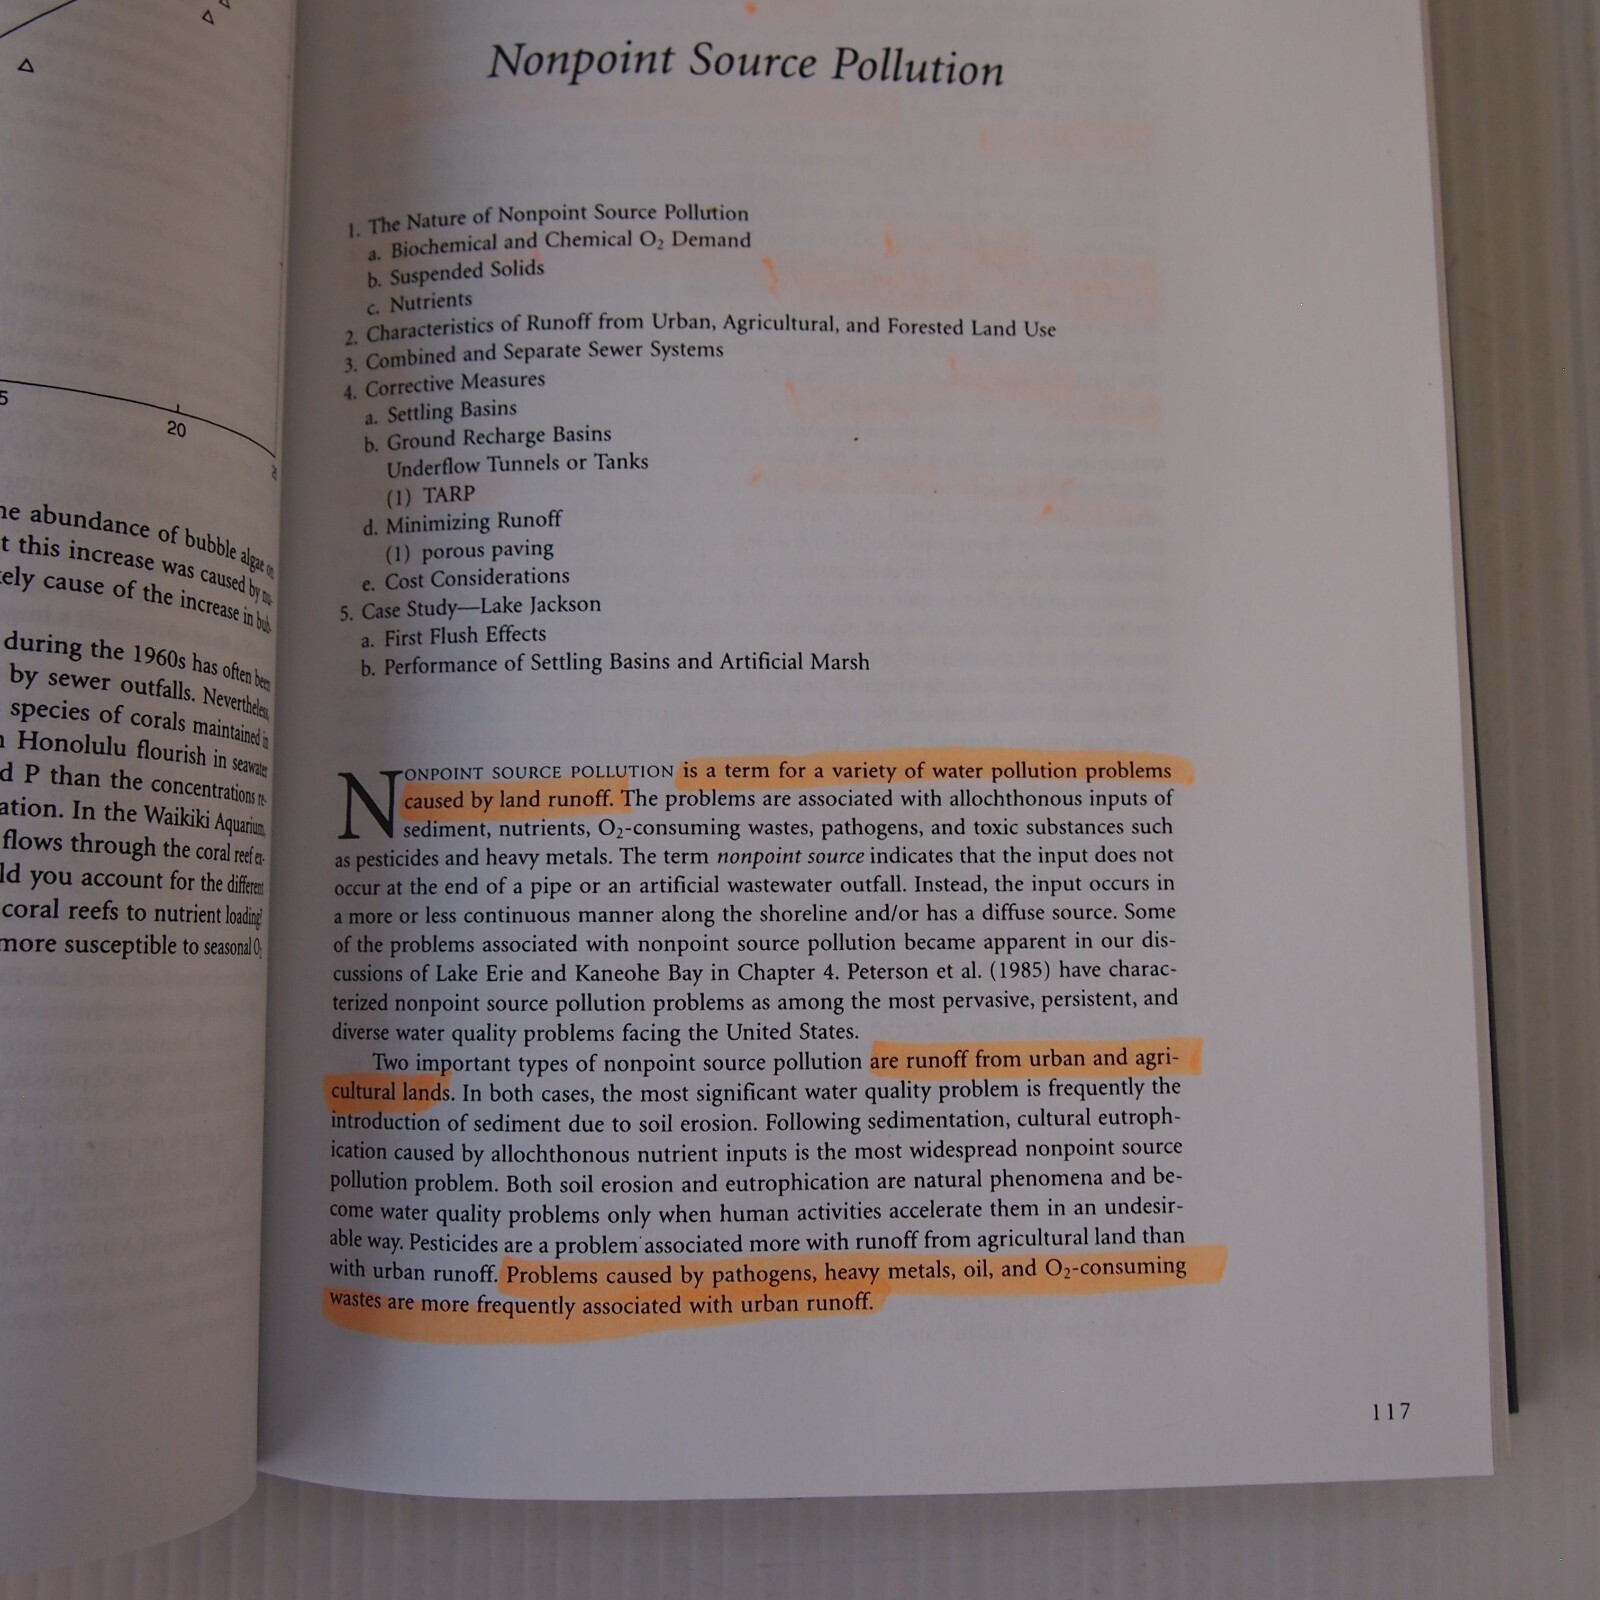 5
20
he abundance of bubble algae on
t this increase was caused by nu-
ely cause of the increase in bub-
during the 1960s has often been
by sewer outfalls. Nevertheless,
species of corals maintained in
Honolulu flourish in seawater
d P than the concentrations re-
ation. In the Waikiki Aquarium,
flows through the coral reef ex-
ld you account for the different
coral reefs to nutrient loading?
more susceptible to seasonal O2
Nonpoint Source Pollution
1. The Nature of Nonpoint Source Pollution
a. Biochemical and Chemical O2 Demand
b. Suspended Solids
c. Nutrients
2. Characteristics of Runoff from Urban, Agricultural, and Forested Land Use
3. Combined and Separate Sewer Systems
4. Corrective Measures
a. Settling Basins
b. Ground Recharge Basins
Underflow Tunnels or Tanks
(1) TARP
d. Minimizing Runoff
(1) porous paving
e. Cost Considerations
5. Case Study—Lake Jackson
a. First Flush Effects
b. Performance of Settling Basins and Artificial Marsh
NONPOINT SOURCE POLLUTION is a term for a variety of water pollution problems
caused by land runoff. The problems are associated with allochthonous inputs of
sediment, nutrients, O2-consuming wastes, pathogens, and toxic substances such
as pesticides and heavy metals. The term nonpoint source indicates that the input does not
occur at the end of a pipe or an artificial wastewater outfall. Instead, the input occurs in
a more or less continuous manner along the shoreline and/or has a diffuse source. Some
of the problems associated with nonpoint source pollution became apparent in our dis-
cussions of Lake Erie and Kaneohe Bay in Chapter 4. Peterson et al. (1985) have charac-
terized nonpoint source pollution problems as among the most pervasive, persistent, and
diverse water quality problems facing the United States.
Two important types of nonpoint source pollution are runoff from urban and agri-
cultural lands. In both cases, the most significant water quality problem is frequently the
introduction of sediment due to soil erosion. Following sedimentation, cultural eutroph-
ication caused by allochthonous nutrient inputs is the most widespread nonpoint source
pollution problem. Both soil erosion and eutrophication are natural phenomena and be-
come water quality problems only when human activities accelerate them in an undesir-
able way. Pesticides are a problem associated more with runoff from agricultural land than
with urban runoff. Problems caused by pathogens, heavy metals, oil, and O2-consuming
wastes are more frequently associated with urban runoff.
117